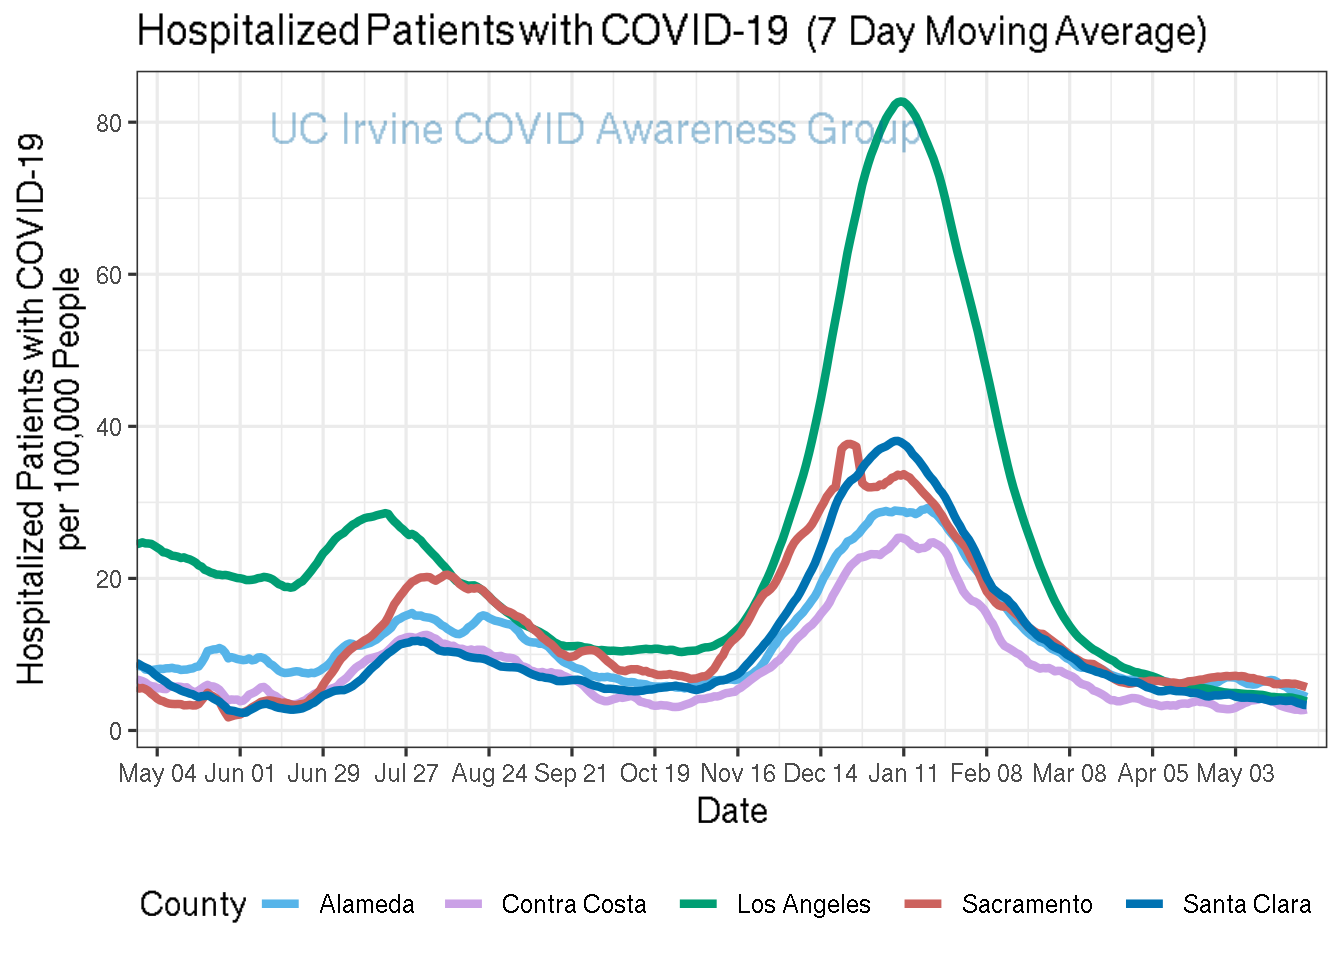 Hospitalized Patients with COVID-19 (7 Day Moving Average)
UC Irvine COVID Awareness Group
Hospitalized Patients with COVID-19
per 100,000 People
80
60
40
20
0
May 04 Jun 01 Jun 29 Jul 27 Aug 24 Sep 21 Oct 19 Nov 16 Dec 14 Jan 11 Feb 08 Mar 08 Apr 05 May 03
Date
County Alameda Contra Costa Los Angeles Sacramento Santa Clara